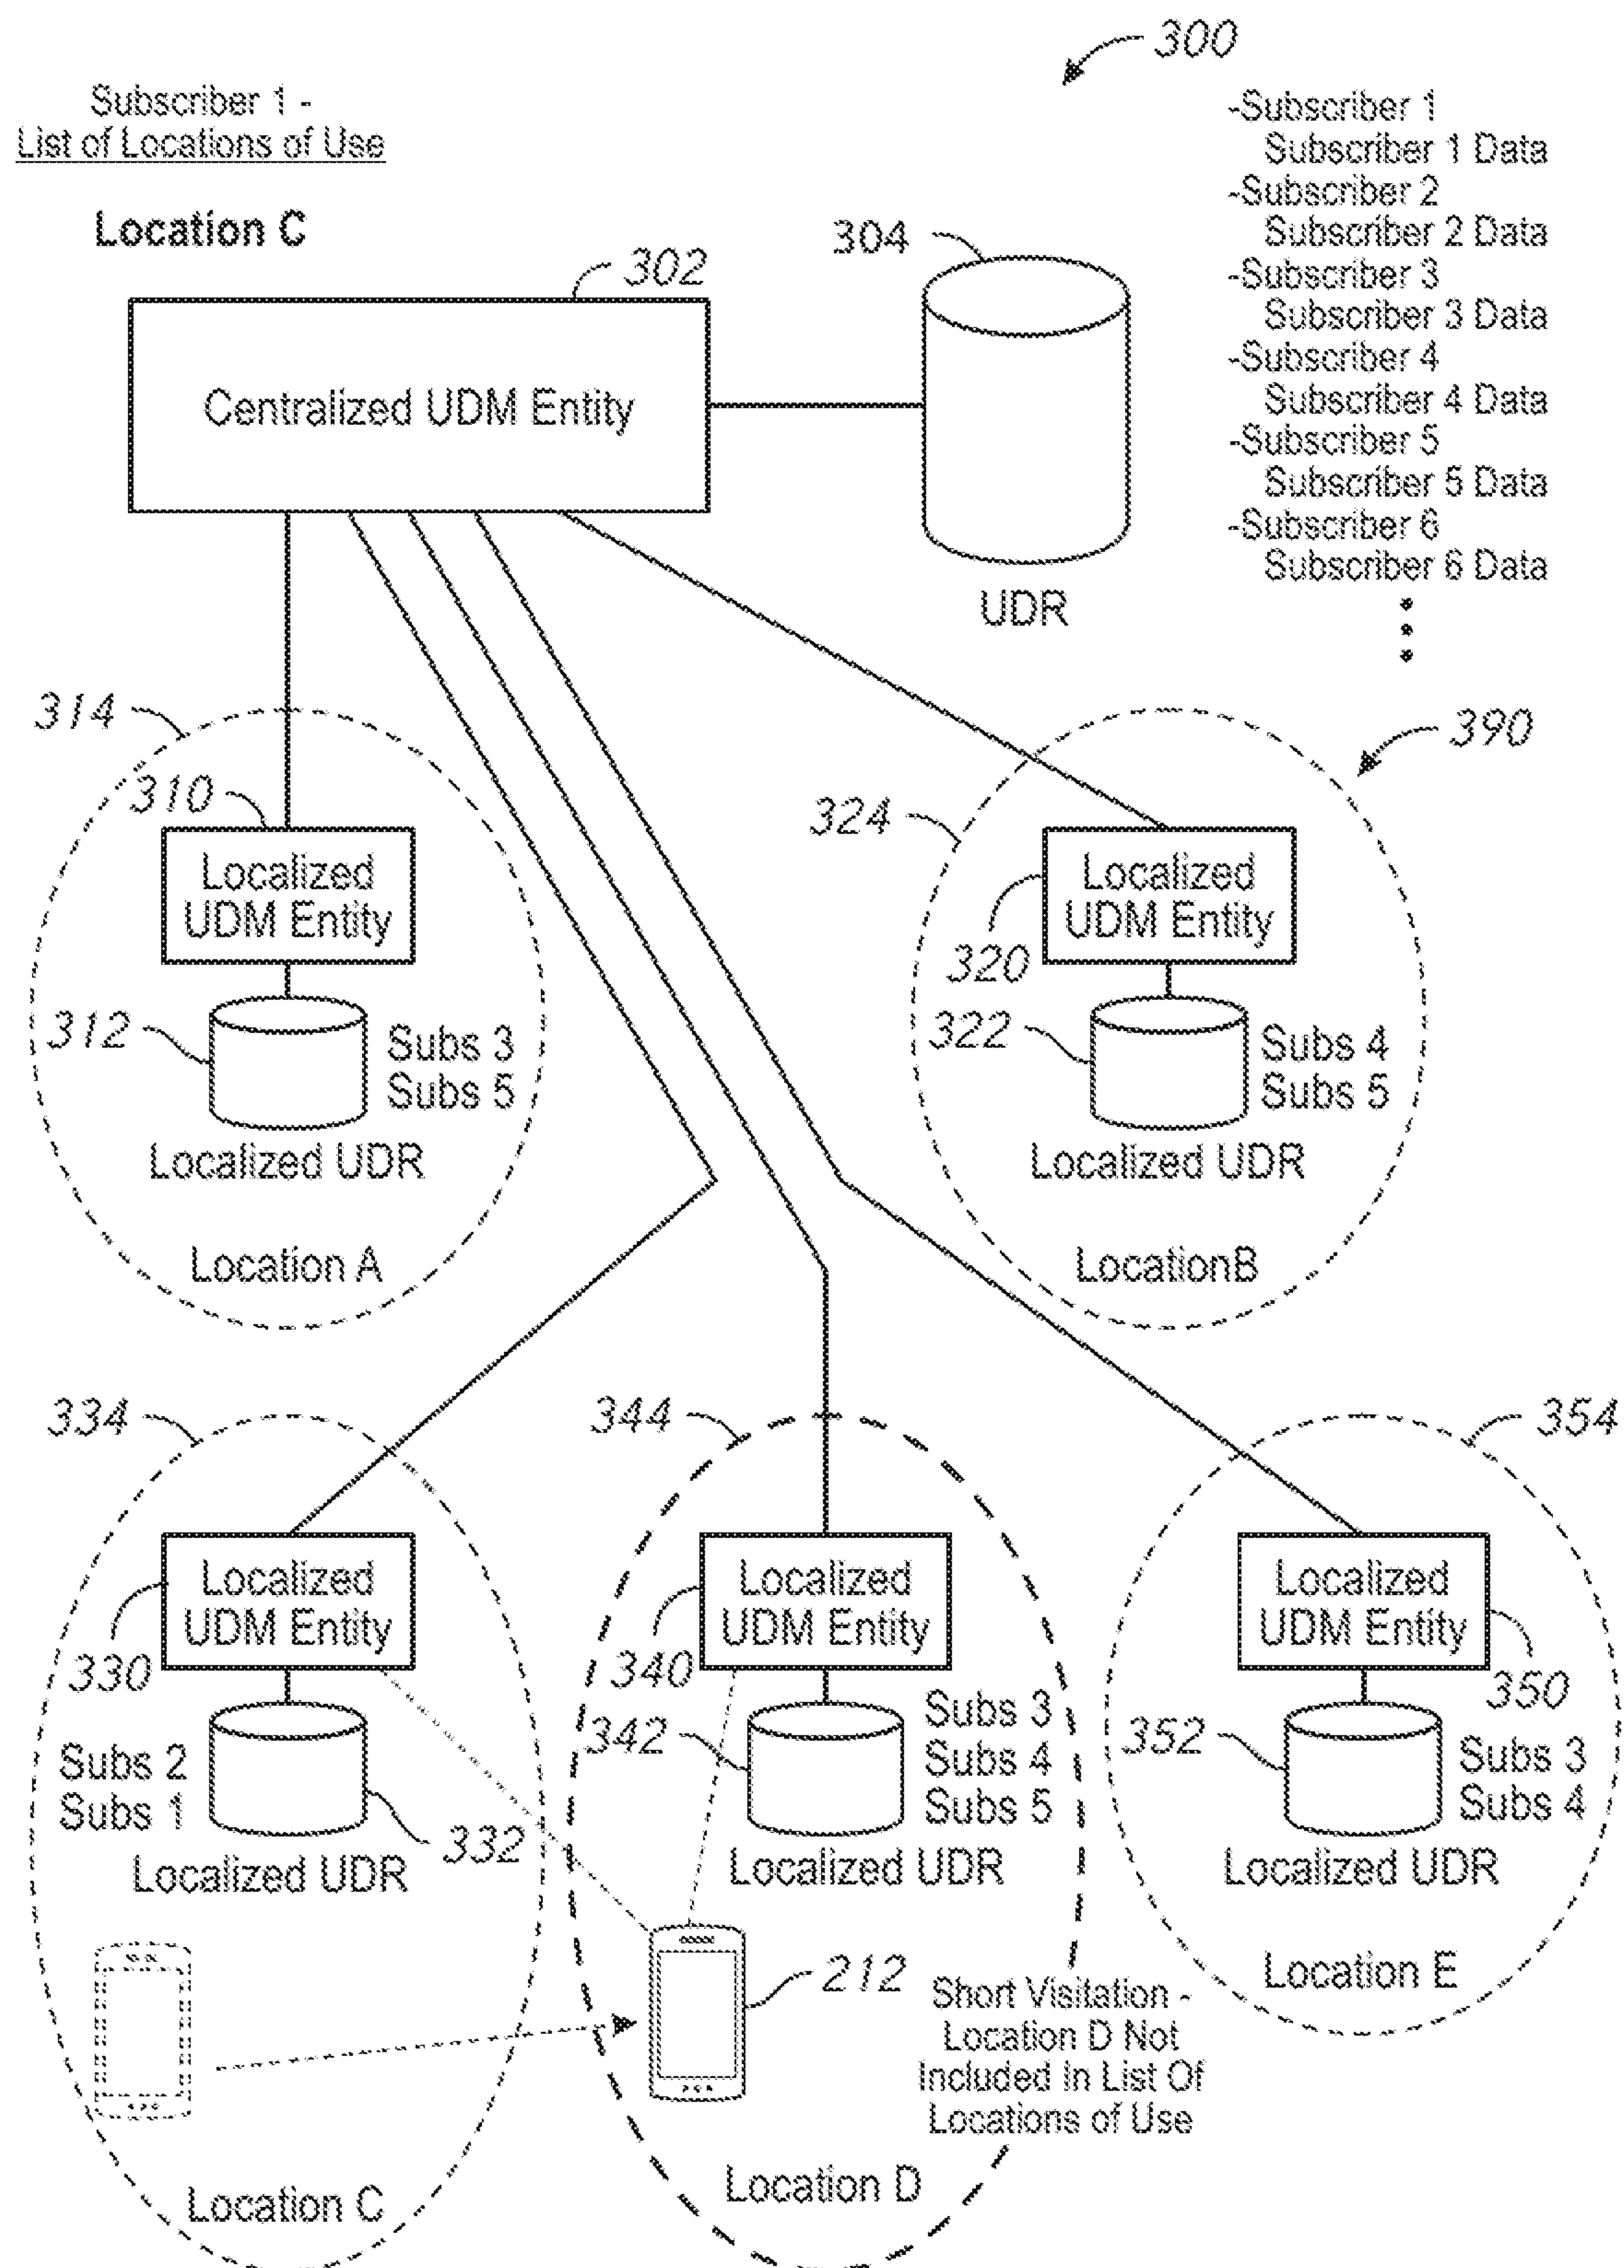 300
Subscriber 1 -
List of Locations of Use
Location C
-Subscriber 1
Subscriber 1 Data
-Subscriber 2
Subscriber 2 Data
-Subscriber 3
Subscriber 3 Data
-Subscriber 4
Subscriber 4 Data
-Subscriber 5
Subscriber 5 Data
-Subscriber 6
Subscriber 6 Data
302
304
Centralized UDM Entity
UDR
314
390
310
324
Localized
UDM Entity
Localized
UDM Entity
320
312
Subs 3
Subs 5
322
Subs 4
Subs 5
Localized UDR
Localized UDR
Location A
LocationB
334
344
354
Localized
UDM Entity
Localized
UDM Entity
Localized
UDM Entity
330
340
350
Subs 2
Subs 1
332
342
Subs 3
Subs 4
Subs 5
352
Subs 3
Subs 4
Localized UDR
Localized UDR
Localized UDR
212
Short Visitation -
Location D Not
Included In List Of
Locations of Use
Location E
Location C
Location D